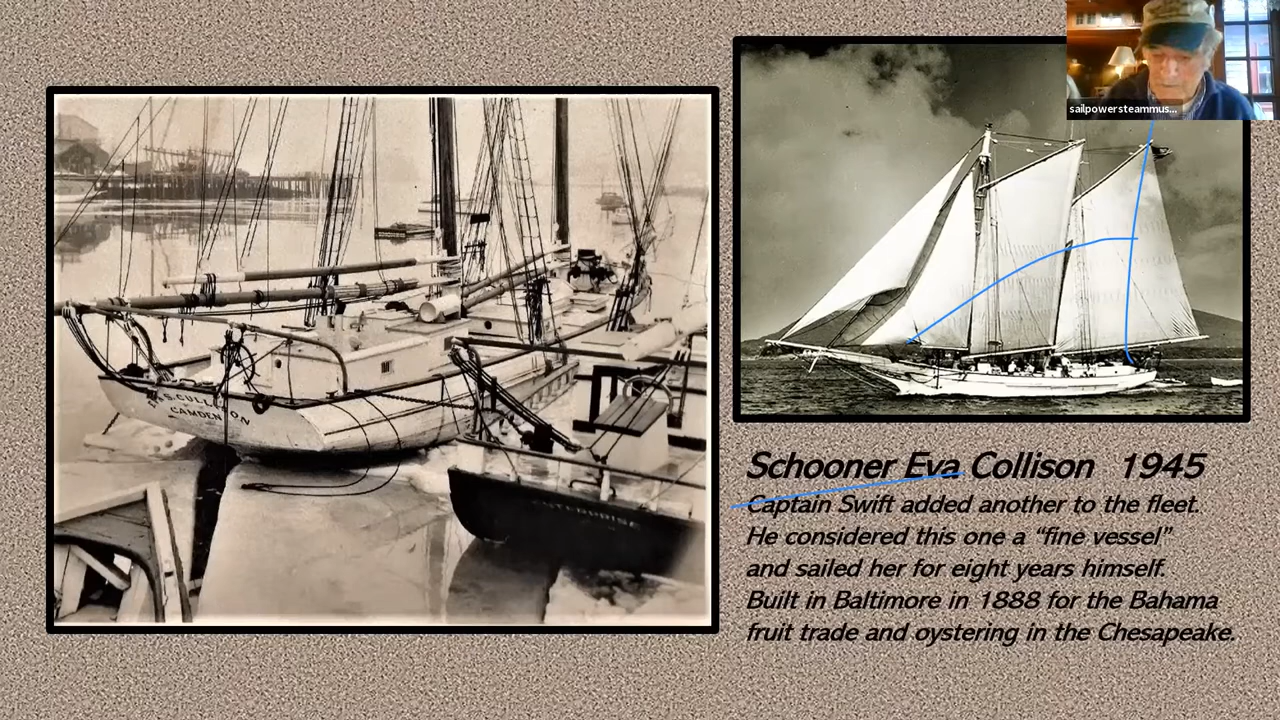 sailpowersteammus...
S. CULL
CAMDEN
Schooner Eva Collison 1945
Captain Swift added another to the fleet.
He considered this one a “fine vessel”
and sailed her for eight years himself.
Built in Baltimore in 1888 for the Bahama
fruit trade and oystering in the Chesapeake.